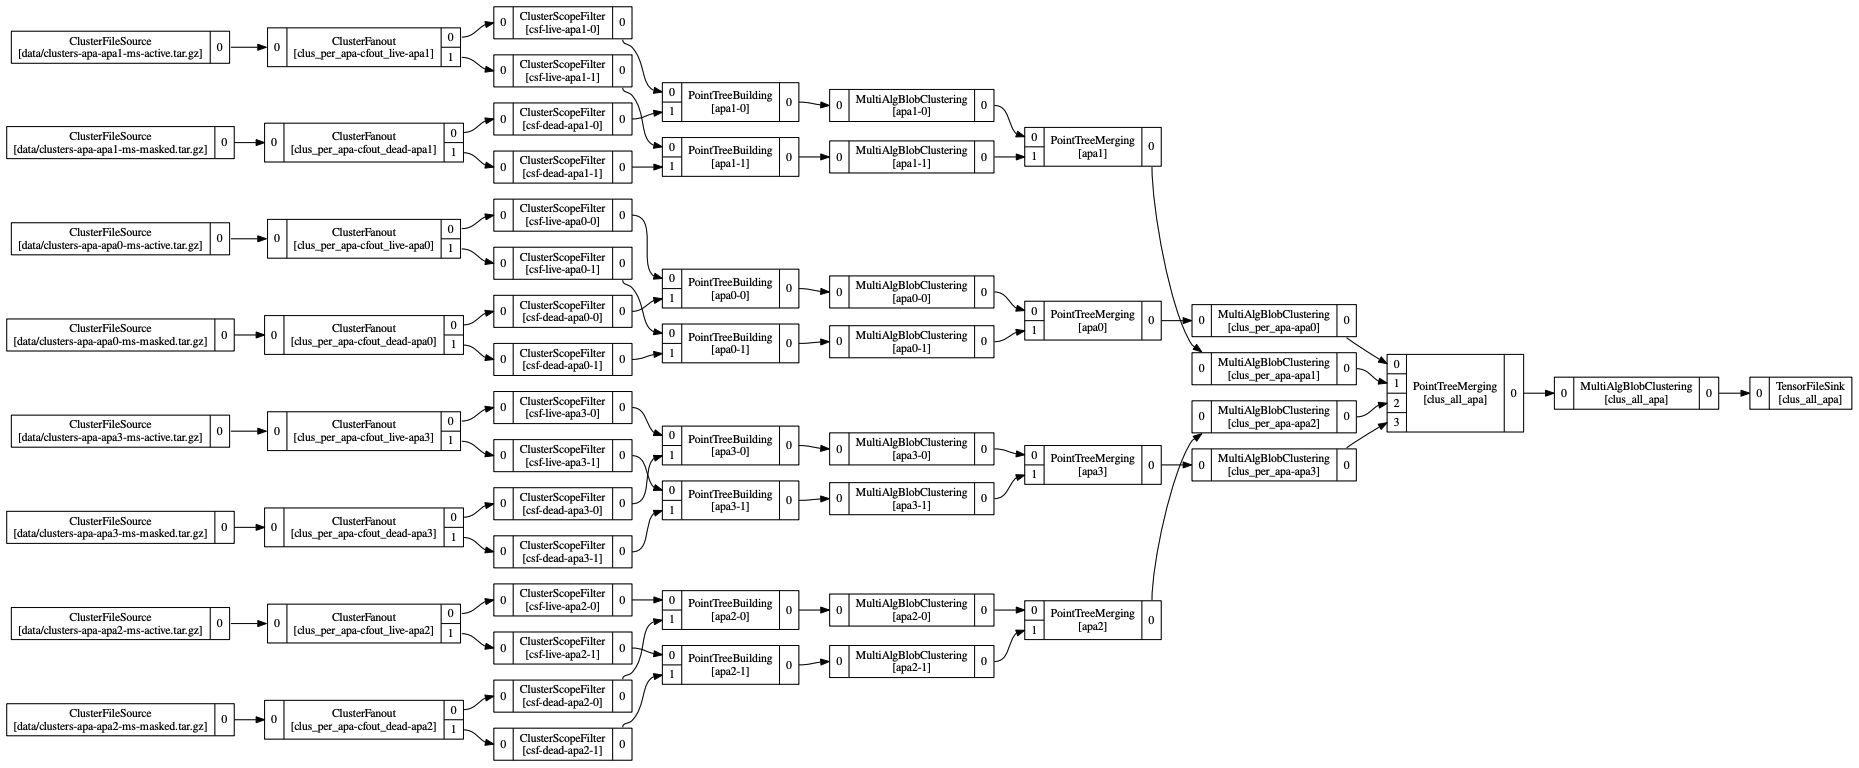 ClusterFileSource
[data/clusters-apa-apa1-ms-active.tar.gz]
0
0
ClusterFanout
[clus_per_apa-cfout_live-apa1]
0
1
0
ClusterScopeFilter
[csf-live-apa1-0]
0
0
ClusterScopeFilter
[csf-live-apa1-1]
0
ClusterFileSource
[data/clusters-apa-apa1-ms-masked.tar.gz]
0
0
ClusterFanout
[clus_per_apa-cfout_dead-apa1]
0
1
0
ClusterScopeFilter
[csf-dead-apa1-0]
0
0
ClusterScopeFilter
[csf-dead-apa1-1]
0
0
1
PointTreeBuilding
[apa1-0]
0
0
MultiAlgBlobClustering
[apa1-0]
0
0
1
PointTreeBuilding
[apa1-1]
0
0
MultiAlgBlobClustering
[apa1-1]
0
0
1
PointTreeMerging
[apa1]
0
ClusterFileSource
[data/clusters-apa-apa0-ms-active.tar.gz]
0
0
ClusterFanout
[clus_per_apa-cfout_live-apa0]
0
1
0
ClusterScopeFilter
[csf-live-apa0-0]
0
0
ClusterScopeFilter
[csf-live-apa0-1]
0
ClusterFileSource
[data/clusters-apa-apa0-ms-masked.tar.gz]
0
0
ClusterFanout
[clus_per_apa-cfout_dead-apa0]
0
1
0
ClusterScopeFilter
[csf-dead-apa0-0]
0
0
ClusterScopeFilter
[csf-dead-apa0-1]
0
0
1
PointTreeBuilding
[apa0-0]
0
0
MultiAlgBlobClustering
[apa0-0]
0
0
1
PointTreeBuilding
[apa0-1]
0
0
MultiAlgBlobClustering
[apa0-1]
0
0
1
PointTreeMerging
[apa0]
0
ClusterFileSource
[data/clusters-apa-apa3-ms-active.tar.gz]
0
0
ClusterFanout
[clus_per_apa-cfout_live-apa3]
0
1
0
ClusterScopeFilter
[csf-live-apa3-0]
0
0
ClusterScopeFilter
[csf-live-apa3-1]
0
ClusterFileSource
[data/clusters-apa-apa3-ms-masked.tar.gz]
0
0
ClusterFanout
[clus_per_apa-cfout_dead-apa3]
0
1
0
ClusterScopeFilter
[csf-dead-apa3-0]
0
0
ClusterScopeFilter
[csf-dead-apa3-1]
0
0
1
PointTreeBuilding
[apa3-0]
0
0
MultiAlgBlobClustering
[apa3-0]
0
0
1
PointTreeBuilding
[apa3-1]
0
0
MultiAlgBlobClustering
[apa3-1]
0
0
1
PointTreeMerging
[apa3]
0
ClusterFileSource
[data/clusters-apa-apa2-ms-active.tar.gz]
0
0
ClusterFanout
[clus_per_apa-cfout_live-apa2]
0
1
0
ClusterScopeFilter
[csf-live-apa2-0]
0
0
ClusterScopeFilter
[csf-live-apa2-1]
0
ClusterFileSource
[data/clusters-apa-apa2-ms-masked.tar.gz]
0
0
ClusterFanout
[clus_per_apa-cfout_dead-apa2]
0
1
0
ClusterScopeFilter
[csf-dead-apa2-0]
0
0
ClusterScopeFilter
[csf-dead-apa2-1]
0
0
1
PointTreeBuilding
[apa2-0]
0
0
MultiAlgBlobClustering
[apa2-0]
0
0
1
PointTreeBuilding
[apa2-1]
0
0
MultiAlgBlobClustering
[apa2-1]
0
0
1
PointTreeMerging
[apa2]
0
0
MultiAlgBlobClustering
[clus_per_apa-apa0]
0
0
MultiAlgBlobClustering
[clus_per_apa-apa1]
0
0
MultiAlgBlobClustering
[clus_per_apa-apa2]
0
0
MultiAlgBlobClustering
[clus_per_apa-apa3]
0
0
1
2
3
PointTreeMerging
[clus_all_apa]
0
0
MultiAlgBlobClustering
[clus_all_apa]
0
0
TensorFileSink
[clus_all_apa]